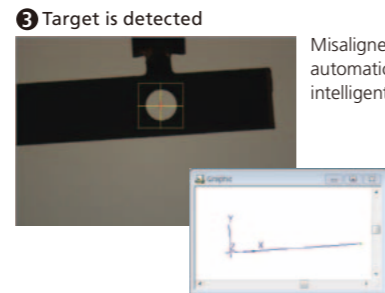 ❸ Target is detected
Misaligne
automatic
intelligent
Graphic
Y
Z X